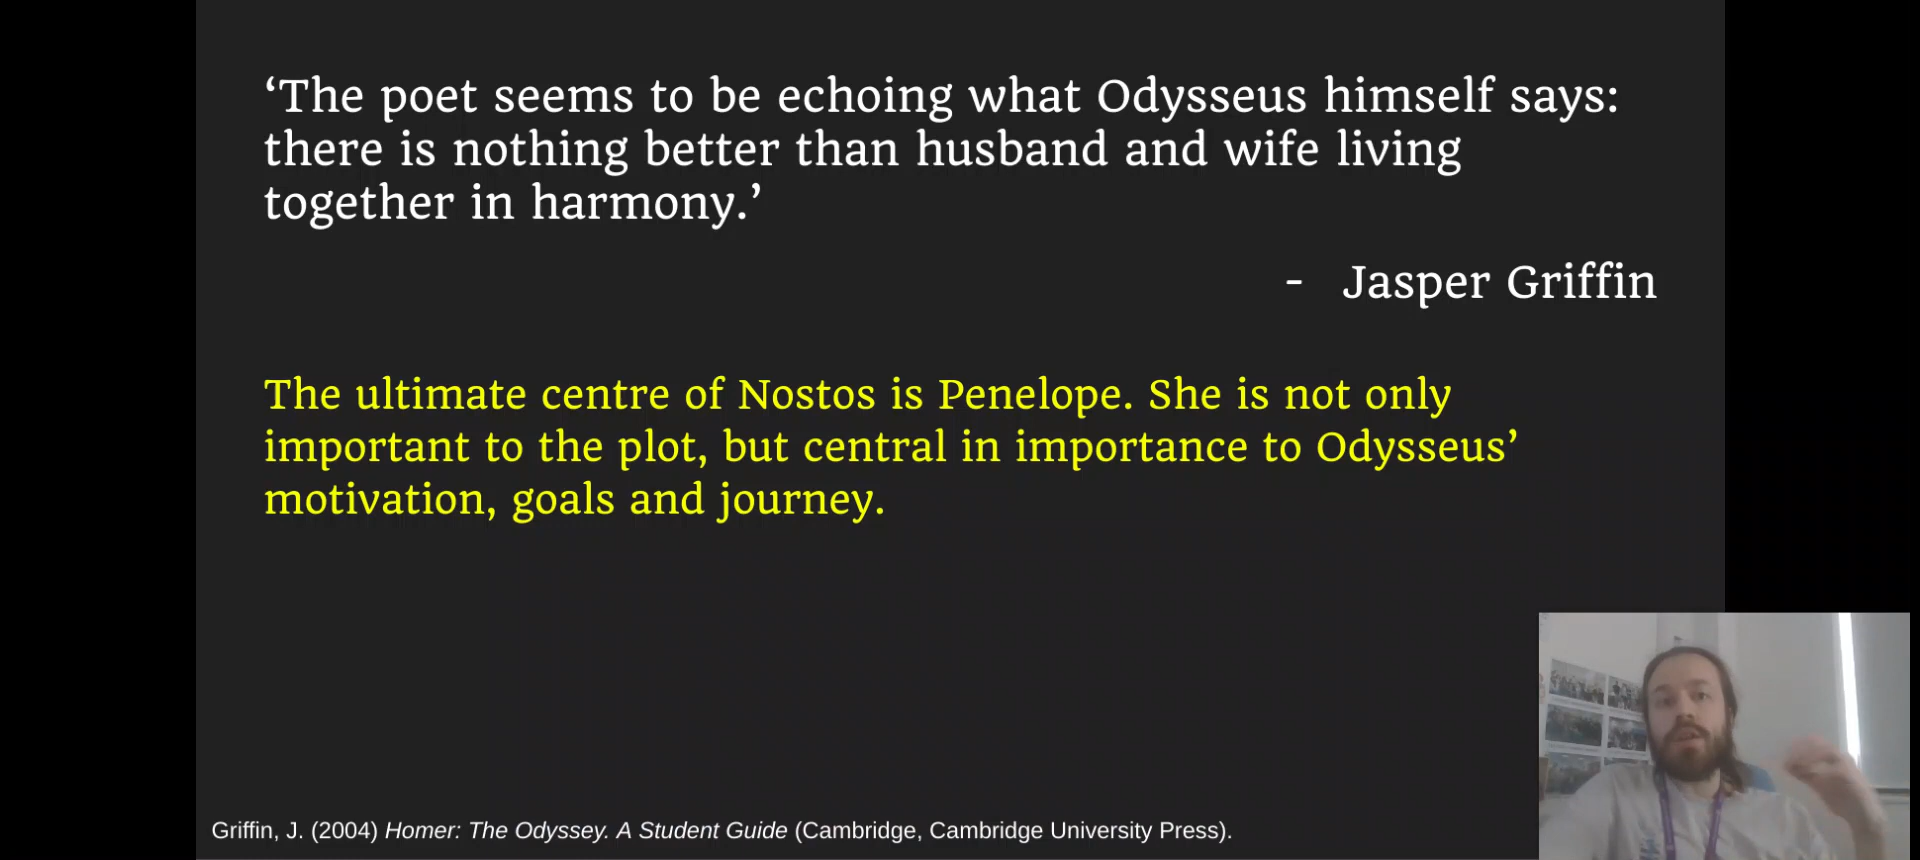 ‘The poet seems to be echoing what Odysseus himself says:
there is nothing better than husband and wife living
together in harmony.’
- Jasper Griffin
The ultimate centre of Nostos is Penelope. She is not only
important to the plot, but central in importance to Odysseus’
motivation, goals and journey.
Griffin, J. (2004) Homer: The Odyssey. A Student Guide (Cambridge, Cambridge University Press).